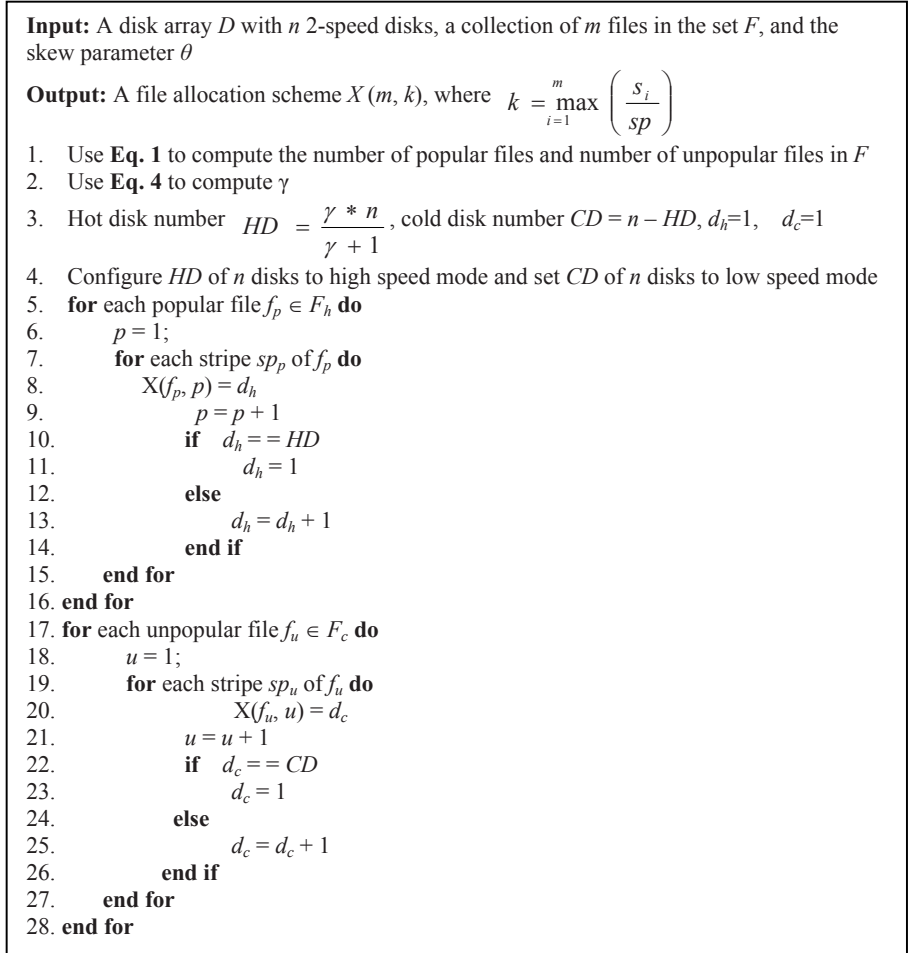 Input: A disk array D with n 2-speed disks, a collection of m files in the set F, and the
skew parameter θ
Output: A file allocation scheme X (m, k), where k = max_{i=1}^{m} ( s_i / sp )
1. Use Eq. 1 to compute the number of popular files and number of unpopular files in F
2. Use Eq. 4 to compute γ
3. Hot disk number HD = (γ * n) / (γ + 1) , cold disk number CD = n – HD, d_h=1, d_c=1
4. Configure HD of n disks to high speed mode and set CD of n disks to low speed mode
5. for each popular file f_p ∈ F_h do
6. p = 1;
7. for each stripe sp_p of f_p do
8. X(f_p, p) = d_h
9. p = p + 1
10. if d_h = = HD
11. d_h = 1
12. else
13. d_h = d_h + 1
14. end if
15. end for
16. end for
17. for each unpopular file f_u ∈ F_c do
18. u = 1;
19. for each stripe sp_u of f_u do
20. X(f_u, u) = d_c
21. u = u + 1
22. if d_c = = CD
23. d_c = 1
24. else
25. d_c = d_c + 1
26. end if
27. end for
28. end for